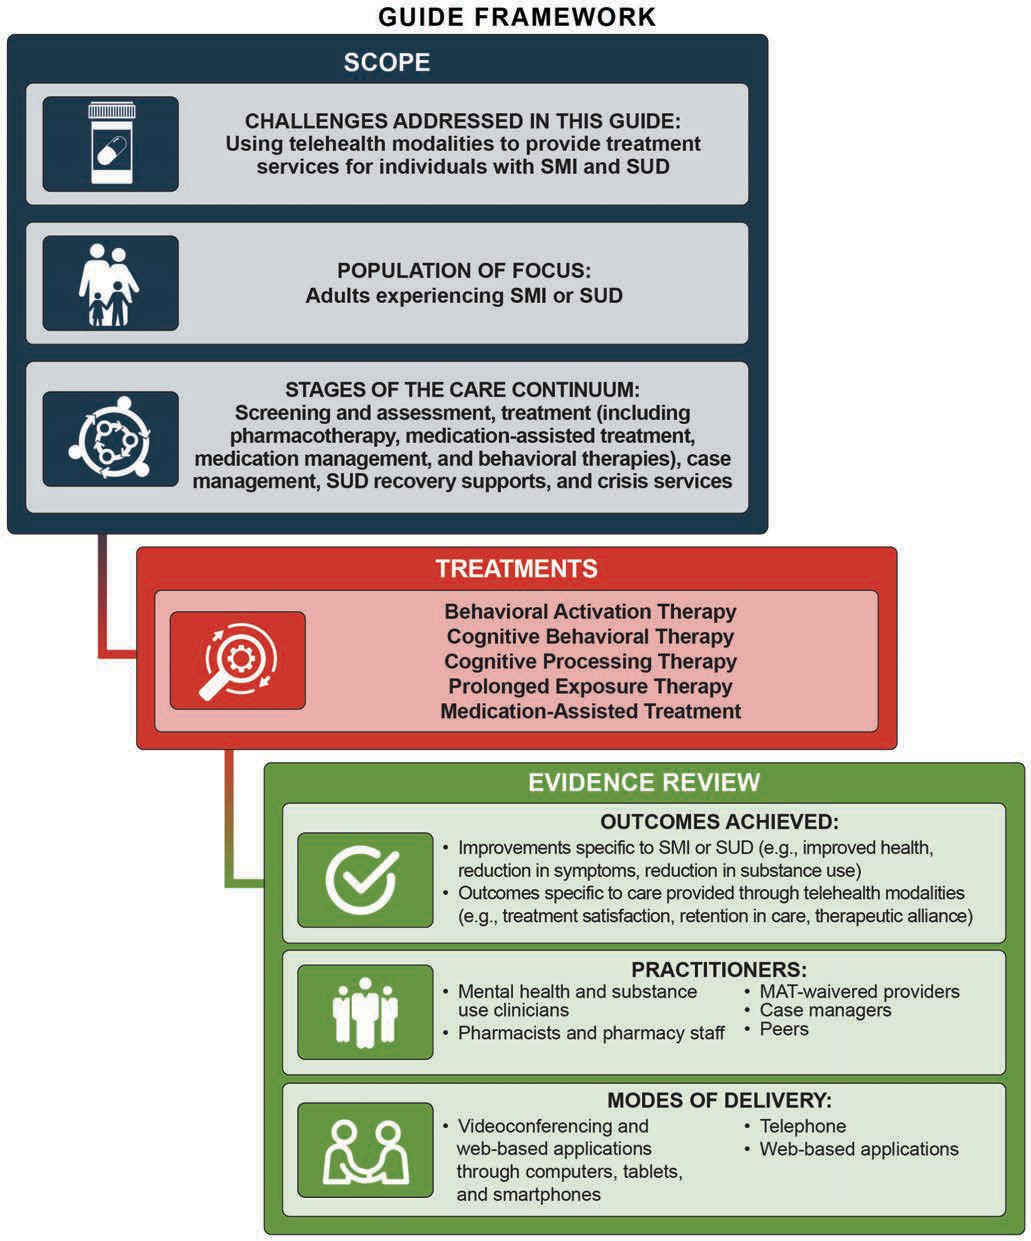 GUIDE FRAMEWORK
SCOPE
CHALLENGES ADDRESSED IN THIS GUIDE:
Using telehealth modalities to provide treatment
services for individuals with SMI and SUD
POPULATION OF FOCUS:
Adults experiencing SMI or SUD
STAGES OF THE CARE CONTINUUM:
Screening and assessment, treatment (including
pharmacotherapy, medication-assisted treatment,
medication management, and behavioral therapies), case
management, SUD recovery supports, and crisis services
TREATMENTS
Behavioral Activation Therapy
Cognitive Behavioral Therapy
Cognitive Processing Therapy
Prolonged Exposure Therapy
Medication-Assisted Treatment
EVIDENCE REVIEW
OUTCOMES ACHIEVED:
• Improvements specific to SMI or SUD (e.g., improved health,
reduction in symptoms, reduction in substance use)
• Outcomes specific to care provided through telehealth modalities
(e.g., treatment satisfaction, retention in care, therapeutic alliance)
PRACTITIONERS:
• Mental health and substance
use clinicians
• Pharmacists and pharmacy staff
• MAT-waivered providers
• Case managers
• Peers
MODES OF DELIVERY:
• Videoconferencing and
web-based applications
through computers, tablets,
and smartphones
• Telephone
• Web-based applications